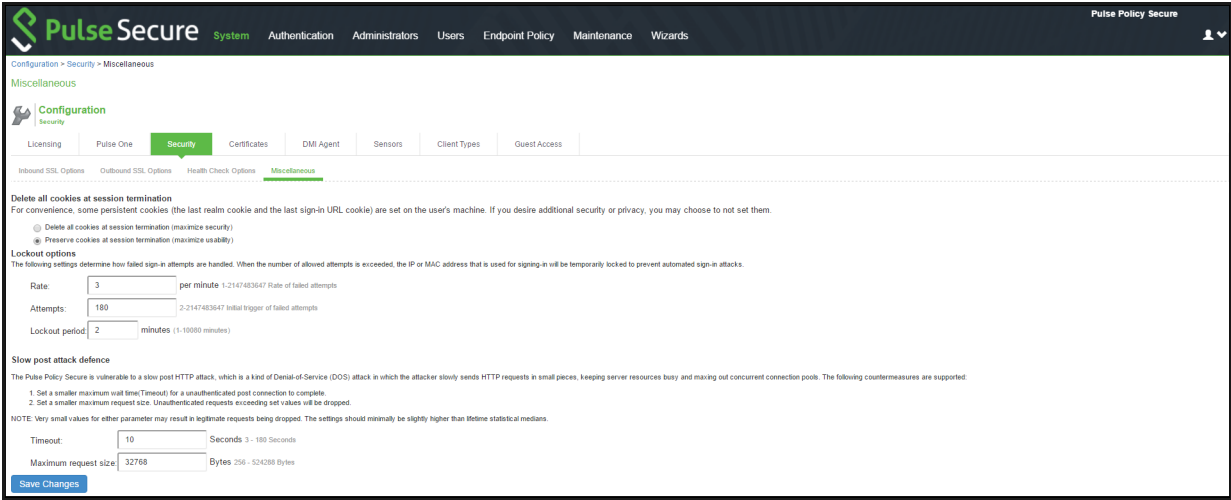 Pulse Policy Secure
Pulse Secure System Authentication Administrators Users Endpoint Policy Maintenance Wizards
Configuration > Security > Miscellaneous
Miscellaneous
Configuration
Security
Licensing Pulse One Security Certificates DMI Agent Sensors Client Types Guest Access
Inbound SSL Options Outbound SSL Options Health Check Options Miscellaneous
Delete all cookies at session termination
For convenience, some persistent cookies (the last realm cookie and the last sign-in URL cookie) are set on the user's machine. If you desire additional security or privacy, you may choose to not set them.
Delete all cookies at session termination (maximize security)
Preserve cookies at session termination (maximize usability)
Lockout options
The following settings determine how failed sign-in attempts are handled. When the number of allowed attempts is exceeded, the IP or MAC address that is used for signing-in will be temporarily locked to prevent automated sign-in attacks.
Rate: 3 per minute 1-2147483647 Rate of failed attempts
Attempts: 180 2-2147483647 Initial trigger of failed attempts
Lockout period: 2 minutes (1-10080 minutes)
Slow post attack defence
The Pulse Policy Secure is vulnerable to a slow post HTTP attack, which is a kind of Denial-of-Service (DOS) attack in which the attacker slowly sends HTTP requests in small pieces, keeping server resources busy and maxing out concurrent connection pools. The following countermeasures are supported:
1. Set a smaller maximum wait time(Timeout) for a unauthenticated post connection to complete.
2. Set a smaller maximum request size. Unauthenticated requests exceeding set values will be dropped.
NOTE: Very small values for either parameter may result in legitimate requests being dropped. The settings should minimally be slightly higher than lifetime statistical medians.
Timeout: 10 Seconds 3 - 180 Seconds
Maximum request size: 32768 Bytes 256 - 524288 Bytes
Save Changes